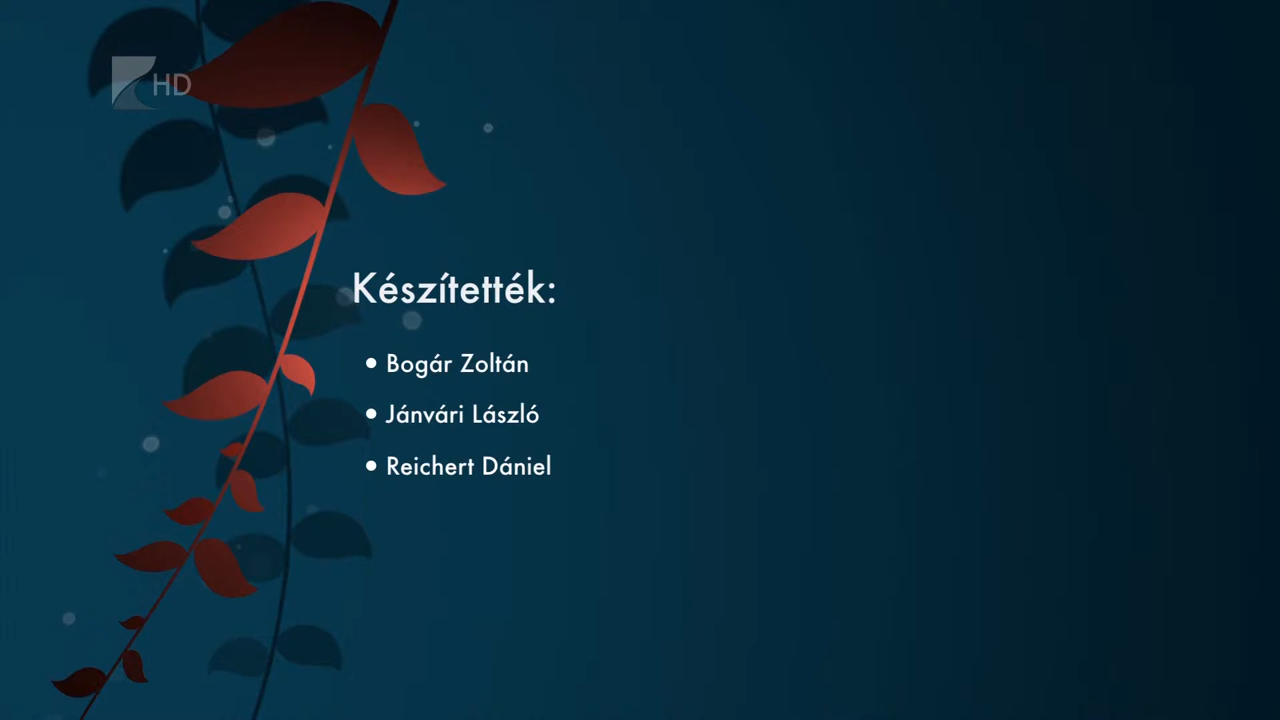 HD
Készítették:
• Bogár Zoltán
• Jánvári László
• Reichert Dániel